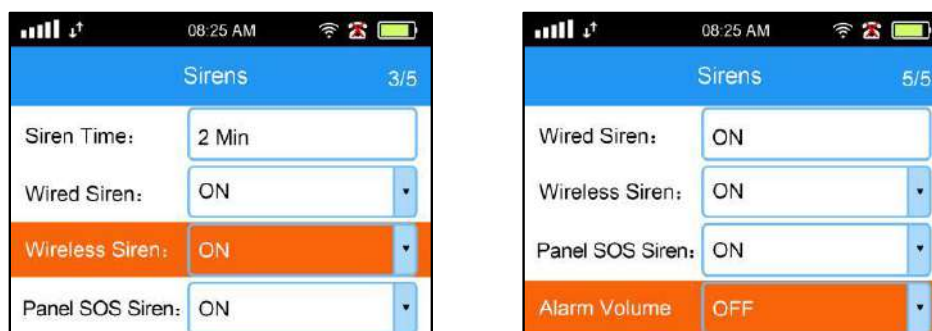 08:25 AM
Sirens 3/5
Siren Time: 2 Min
Wired Siren: ON
Wireless Siren: ON
Panel SOS Siren: ON
08:25 AM
Sirens 5/5
Wired Siren: ON
Wireless Siren: ON
Panel SOS Siren: ON
Alarm Volume OFF